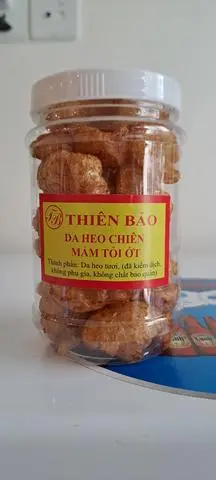 THIÊN BẢO
DA HEO CHIÊN
MẮM TỎI ỚT
Thành phần: Da heo tươi, (đã kiểm dịch,
không phụ gia, không chất bảo quản)